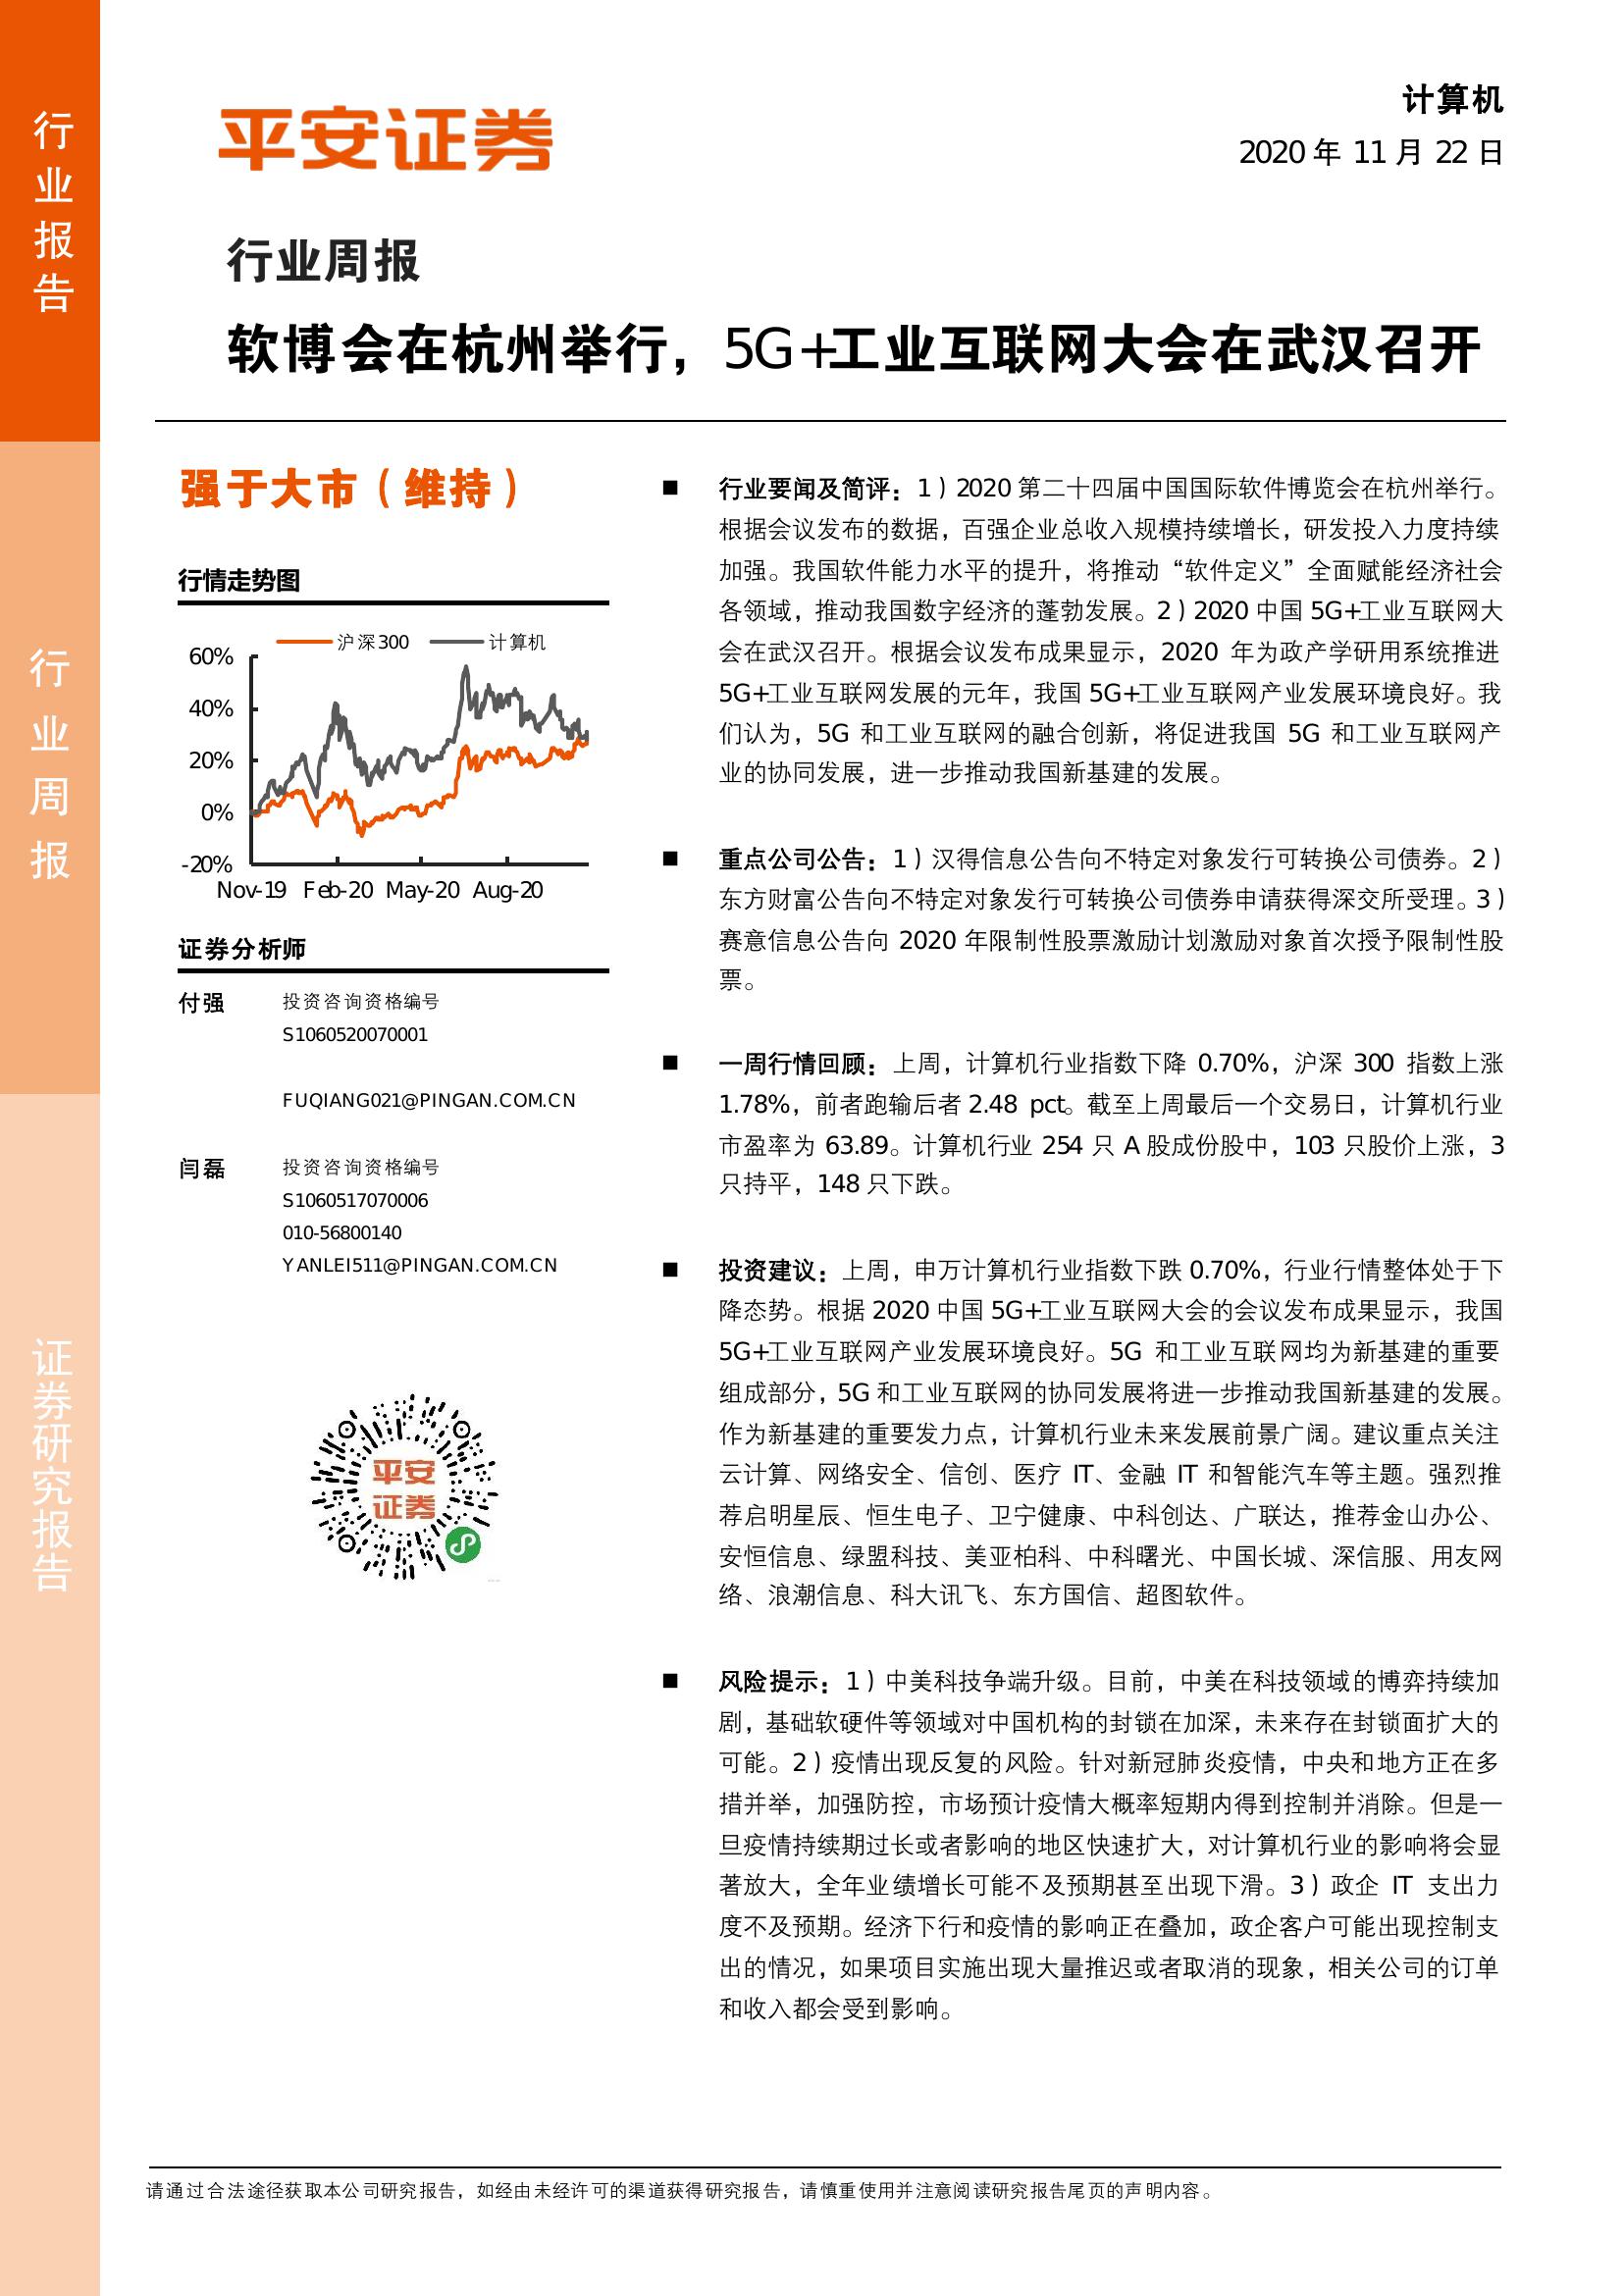 行业报告
行业周报
证券研究报告
平安证券
计算机
2020 年 11 月 22 日
行业周报
软博会在杭州举行，5G+工业互联网大会在武汉召开
强于大市（维持）
行情走势图
沪深300 计算机
60%
40%
20%
0%
-20%
Nov-19 Feb-20 May-20 Aug-20
证券分析师
付强 投资咨询资格编号
S1060520070001
FUQIANG021@PINGAN.COM.CN
闫磊 投资咨询资格编号
S1060517070006
010-56800140
YANLEI511@PINGAN.COM.CN
平安
证券
■ 行业要闻及简评：1）2020 第二十四届中国国际软件博览会在杭州举行。
根据会议发布的数据，百强企业总收入规模持续增长，研发投入力度持续
加强。我国软件能力水平的提升，将推动“软件定义”全面赋能经济社会
各领域，推动我国数字经济的蓬勃发展。2）2020 中国 5G+工业互联网大
会在武汉召开。根据会议发布成果显示，2020 年为政产学研用系统推进
5G+工业互联网发展的元年，我国 5G+工业互联网产业发展环境良好。我
们认为，5G 和工业互联网的融合创新，将促进我国 5G 和工业互联网产
业的协同发展，进一步推动我国新基建的发展。
■ 重点公司公告：1）汉得信息公告向不特定对象发行可转换公司债券。2）
东方财富公告向不特定对象发行可转换公司债券申请获得深交所受理。3）
赛意信息公告向 2020 年限制性股票激励计划激励对象首次授予限制性股
票。
■ 一周行情回顾：上周，计算机行业指数下降 0.70%，沪深 300 指数上涨
1.78%，前者跑输后者 2.48 pct。截至上周最后一个交易日，计算机行业
市盈率为 63.89。计算机行业 254 只 A 股成份股中，103 只股价上涨，3
只持平，148 只下跌。
■ 投资建议：上周，申万计算机行业指数下跌 0.70%，行业行情整体处于下
降态势。根据 2020 中国 5G+工业互联网大会的会议发布成果显示，我国
5G+工业互联网产业发展环境良好。5G 和工业互联网均为新基建的重要
组成部分，5G 和工业互联网的协同发展将进一步推动我国新基建的发展。
作为新基建的重要发力点，计算机行业未来发展前景广阔。建议重点关注
云计算、网络安全、信创、医疗 IT、金融 IT 和智能汽车等主题。强烈推
荐启明星辰、恒生电子、卫宁健康、中科创达、广联达，推荐金山办公、
安恒信息、绿盟科技、美亚柏科、中科曙光、中国长城、深信服、用友网
络、浪潮信息、科大讯飞、东方国信、超图软件。
■ 风险提示：1）中美科技争端升级。目前，中美在科技领域的博弈持续加
剧，基础软硬件等领域对中国机构的封锁在加深，未来存在封锁面扩大的
可能。2）疫情出现反复的风险。针对新冠肺炎疫情，中央和地方正在多
措并举，加强防控，市场预计疫情大概率短期内得到控制并消除。但是一
旦疫情持续期过长或者影响的地区快速扩大，对计算机行业的影响将会显
著放大，全年业绩增长可能不及预期甚至出现下滑。3）政企 IT 支出力
度不及预期。经济下行和疫情的影响正在叠加，政企客户可能出现控制支
出的情况，如果项目实施出现大量推迟或者取消的现象，相关公司的订单
和收入都会受到影响。
请通过合法途径获取本公司研究报告，如经由未经许可的渠道获得研究报告，请慎重使用并注意阅读研究报告尾页的声明内容。